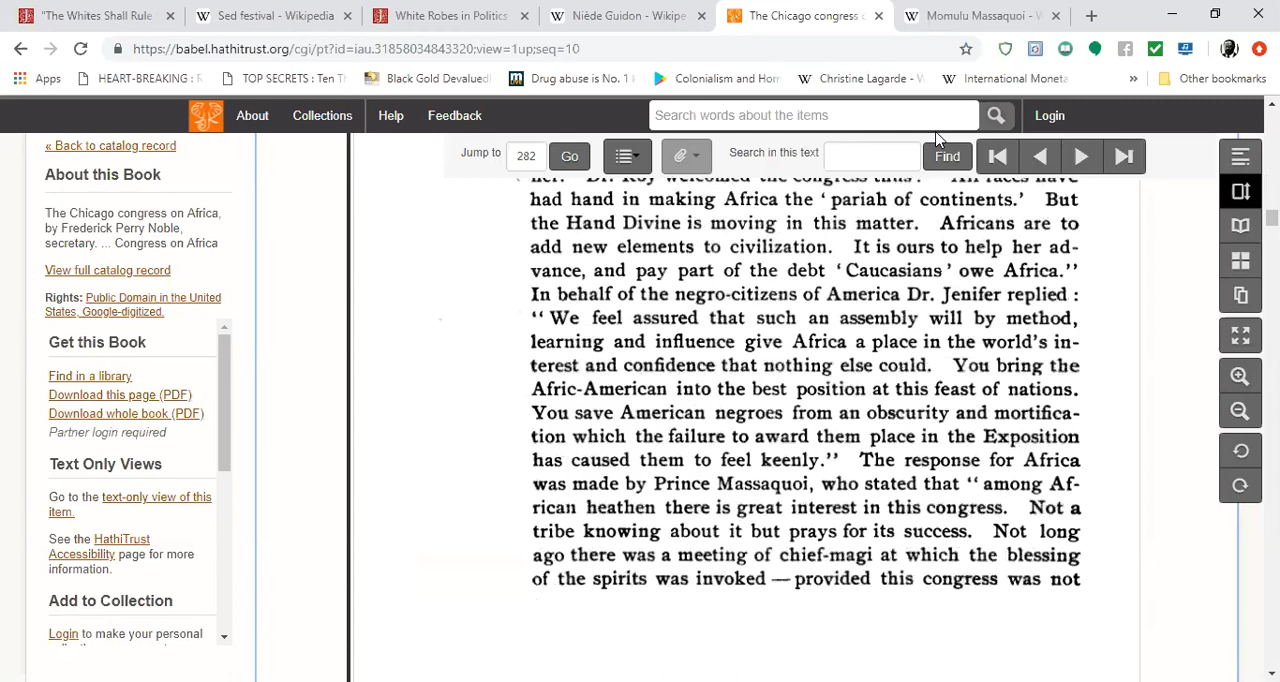 "The Whites Shall Rule
Sed festival - Wikipedia
White Robes in Politics
Niède Guidon - Wikipe
The Chicago congress o
Momulu Massaquoi - W
https://babel.hathitrust.org/cgi/pt?id=iau.31858034843320;view=1up;seq=10
Apps
HEART-BREAKING : R
TOP SECRETS : Ten Th
Black Gold Devalued
Drug abuse is No. 1 k
Colonialism and Hom
Christine Lagarde - W
International Moneta
»
Other bookmarks
About
Collections
Help
Feedback
Search words about the items
Login
« Back to catalog record
About this Book
The Chicago congress on Africa,
by Frederick Perry Noble,
secretary. ... Congress on Africa
View full catalog record
Rights: Public Domain in the United
States, Google-digitized.
Get this Book
Find in a library
Download this page (PDF)
Download whole book (PDF)
Partner login required
Text Only Views
Go to the text-only view of this
item.
See the HathiTrust
Accessibility page for more
information.
Add to Collection
Login to make your personal
Jump to
282
Go
Search in this text
Find
her. Dr. Roy welcomed the congress thus: "All races have
had hand in making Africa the 'pariah of continents.' But
the Hand Divine is moving in this matter. Africans are to
add new elements to civilization. It is ours to help her ad-
vance, and pay part of the debt 'Caucasians' owe Africa."
In behalf of the negro-citizens of America Dr. Jenifer replied :
"We feel assured that such an assembly will by method,
learning and influence give Africa a place in the world's in-
terest and confidence that nothing else could. You bring the
Afric-American into the best position at this feast of nations.
You save American negroes from an obscurity and mortifica-
tion which the failure to award them place in the Exposition
has caused them to feel keenly." The response for Africa
was made by Prince Massaquoi, who stated that "among Af-
rican heathen there is great interest in this congress. Not a
tribe knowing about it but prays for its success. Not long
ago there was a meeting of chief-magi at which the blessing
of the spirits was invoked — provided this congress was not